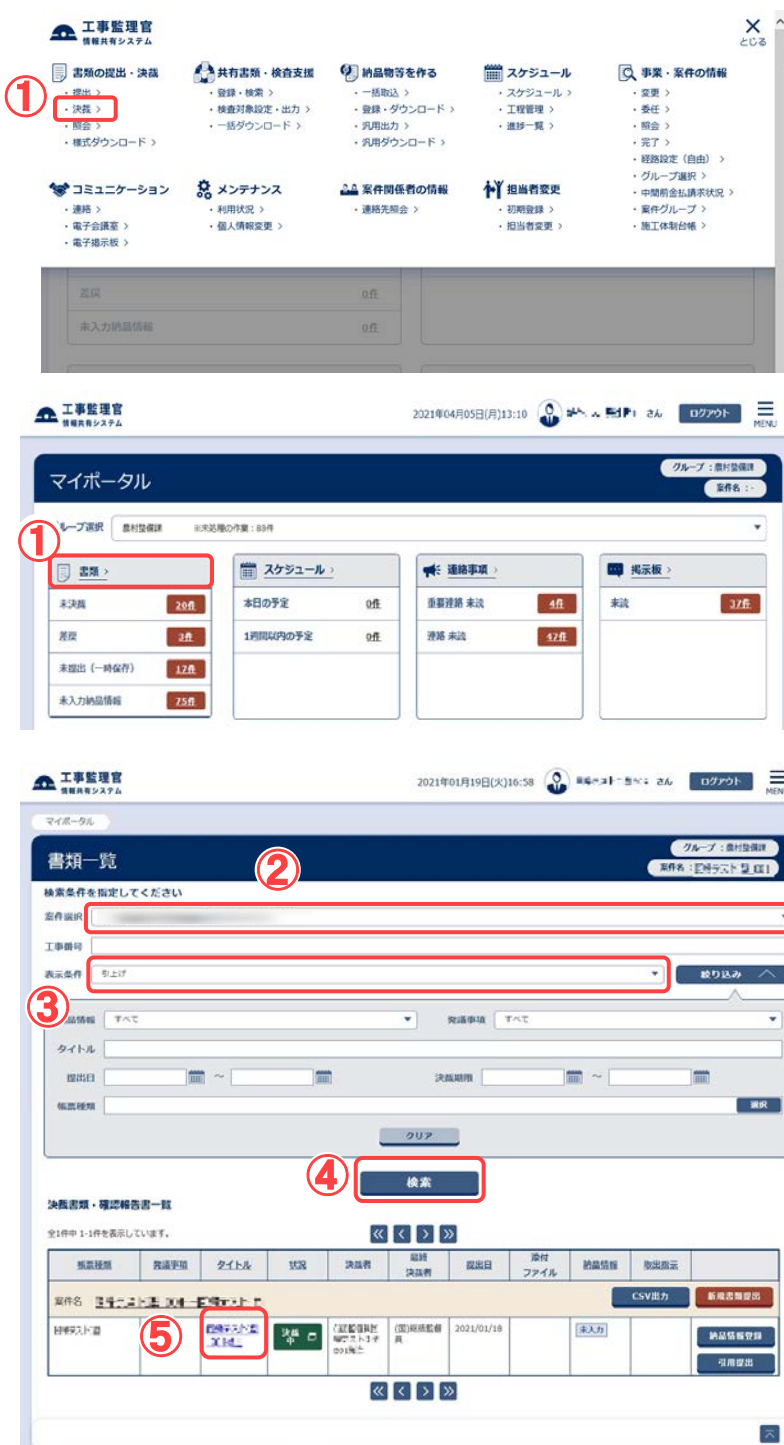 工事監理官
情報共有システム
とじる
書類の提出・決裁
共有書類・検査支援
納品物等を作る
スケジュール
事業・案件の情報
①
・提出 >
・決裁 >
・照会 >
・様式ダウンロード >
・登録・検索 >
・検査対象設定・出力 >
・一括ダウンロード >
・一括取込 >
・登録・ダウンロード >
・汎用出力 >
・汎用ダウンロード >
・スケジュール >
・工程管理 >
・進捗一覧 >
・変更 >
・委任 >
・照会 >
・完了 >
・経路設定（自由） >
・グループ選択 >
・中間前金払請求状況 >
・案件グループ >
・施工体制台帳 >
コミュニケーション
メンテナンス
案件関係者の情報
担当者変更
・連絡 >
・電子会議室 >
・電子掲示板 >
・利用状況 >
・個人情報変更 >
・連絡先照会 >
・初期登録 >
・担当者変更 >
差戻 0件
未入力納品情報 0件
工事監理官
情報共有システム
2021年04月05日(月)13:10
さん
ログアウト
MENU
マイポータル
グループ：農村整備課
案件名：-
①
ループ選択 農村整備課 ※未処理の作業：89件
書類 >
スケジュール >
連絡事項 >
掲示板 >
未決裁 20件
差戻 3件
未提出（一時保存） 17件
未入力納品情報 75件
本日の予定 0件
1週間以内の予定 0件
重要連絡 未読 4件
連絡 未読 47件
未読 37件
工事監理官
情報共有システム
2021年01月19日(火)16:58
さん
ログアウト
MEN
マイポータル
書類一覧
グループ：農村整備課
案件名：
②
検索条件を指定してください
案件選択
工事番号
表示条件 引上げ
絞り込み
③
品情報 すべて
発議事項 すべて
タイトル
提出日 ～
決裁期限 ～
帳票種類
選択
クリア
④
検索
決裁書類・確認報告書一覧
全1件中 1-1件を表示しています。
帳票種類 発議事項 タイトル 状況 決裁者 最終決裁者 提出日 添付ファイル 納品情報 取出指示
案件名
CSV出力
新規書類提出
⑤
決裁中
(国)総括監督員
2021/01/18
未入力
納品情報登録
引用提出